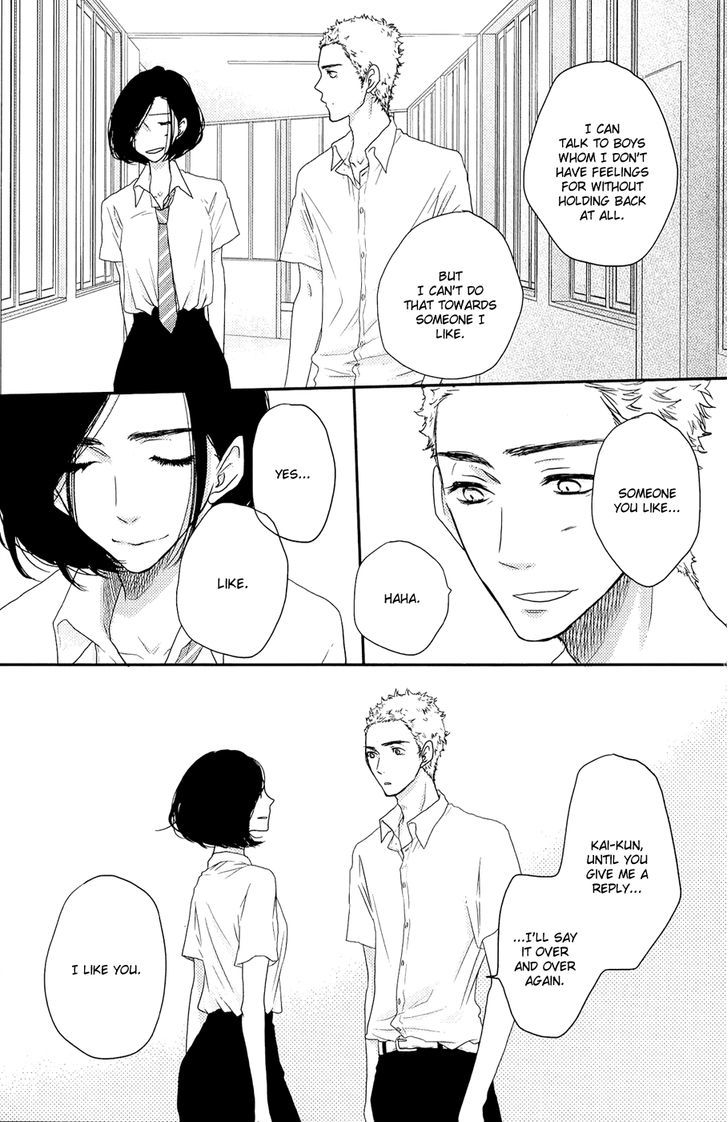 I CAN
TALK TO BOYS
WHOM I DON'T
HAVE FEELINGS
FOR WITHOUT
HOLDING BACK
AT ALL.
BUT
I CAN'T DO
THAT TOWARDS
SOMEONE I
LIKE.
SOMEONE
YOU LIKE...
HAHA.
YES...
LIKE.
KAI-KUN,
UNTIL YOU
GIVE ME A
REPLY...
...I'LL SAY
IT OVER
AND OVER
AGAIN.
I LIKE YOU.